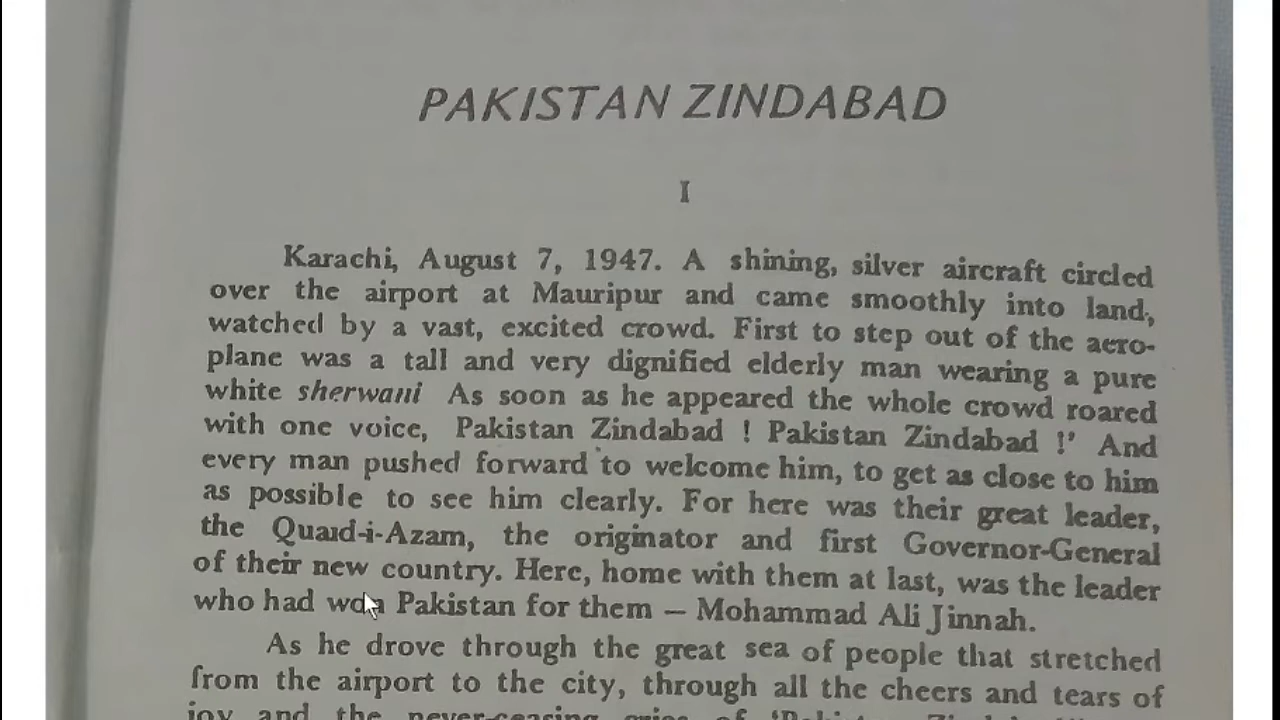 PAKISTAN ZINDABAD
I
Karachi, August 7, 1947. A shining, silver aircraft circled
over the airport at Mauripur and came smoothly into land,
watched by a vast, excited crowd. First to step out of the aero-
plane was a tall and very dignified elderly man wearing a pure
white sherwani As soon as he appeared the whole crowd roared
with one voice, Pakistan Zindabad ! Pakistan Zindabad !’ And
every man pushed forward to welcome him, to get as close to him
as possible to see him clearly. For here was their great leader,
the Quaid-i-Azam, the originator and first Governor-General
of their new country. Here, home with them at last, was the leader
who had won Pakistan for them — Mohammad Ali Jinnah.
As he drove through the great sea of people that stretched
from the airport to the city, through all the cheers and tears of
joy and the never-ceasing cries of